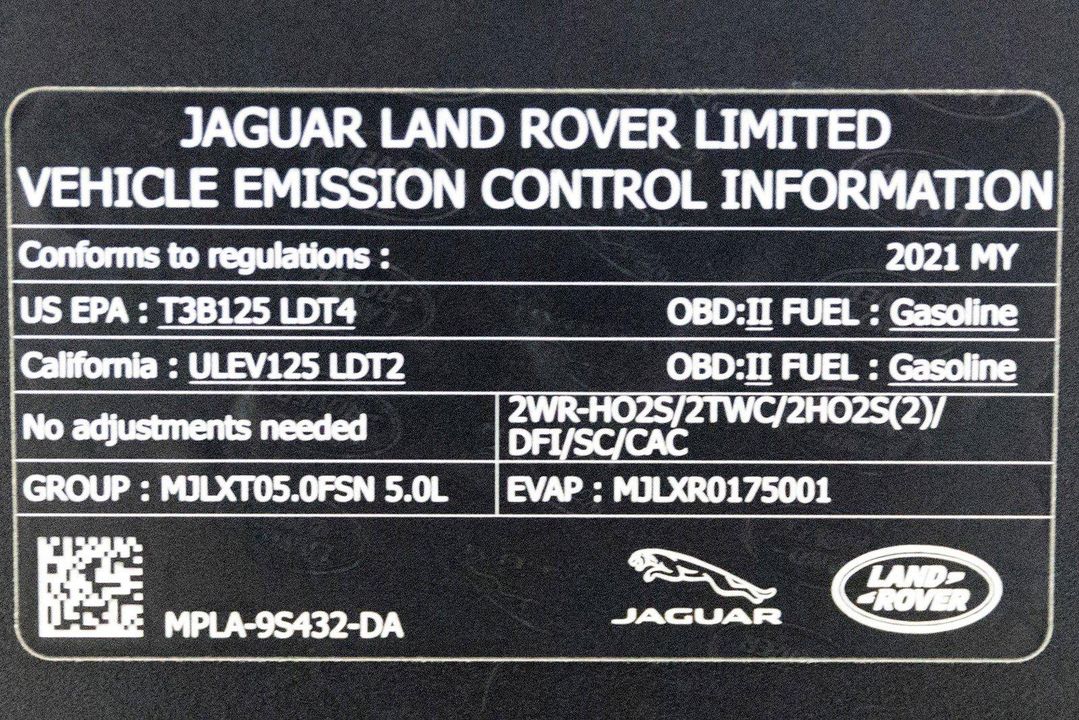 JAGUAR LAND ROVER LIMITED
VEHICLE EMISSION CONTROL INFORMATION
Conforms to regulations : 2021 MY
US EPA : T3B125 LDT4 OBD:II FUEL : Gasoline
California : ULEV125 LDT2 OBD:II FUEL : Gasoline
No adjustments needed
2WR-HO2S/2TWC/2HO2S(2)/
DFI/SC/CAC
GROUP : MJLXT05.0FSN 5.0L EVAP : MJLXR0175001
MPLA-9S432-DA
JAGUAR
LAND
ROVER